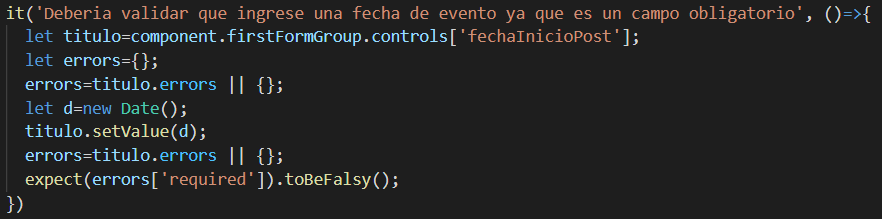 it('Deberia validar que ingrese una fecha de evento ya que es un campo obligatorio', ()=>{
let titulo=component.firstFormGroup.controls['fechaInicioPost'];
let errors={};
errors=titulo.errors || {};
let d=new Date();
titulo.setValue(d);
errors=titulo.errors || {};
expect(errors['required']).toBeFalsy();
})